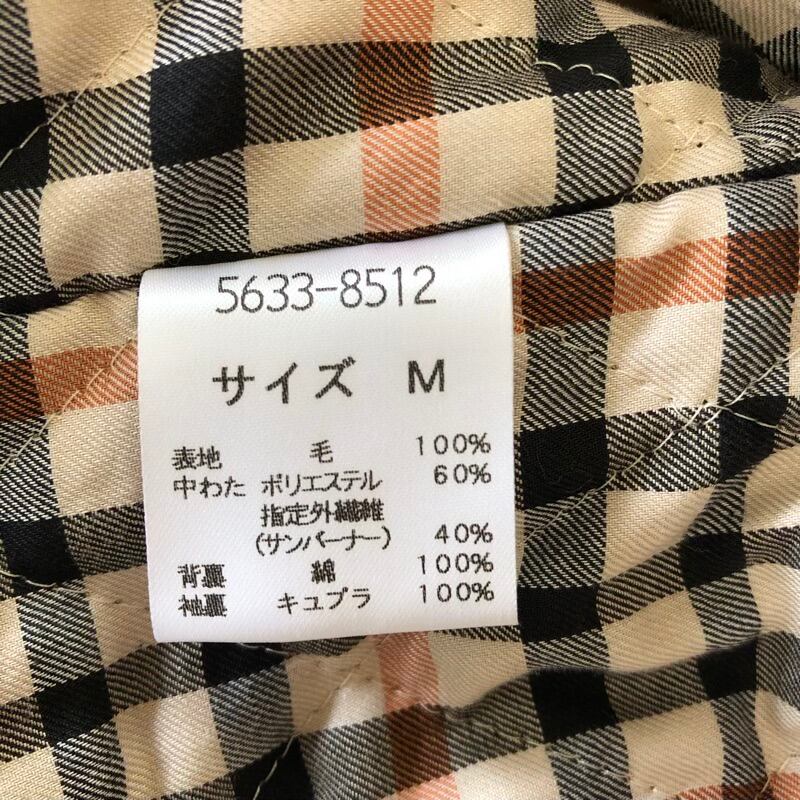 5633-8512
サイズ M
表地 毛 100%
中わた ポリエステル 60%
指定外繊維
(サンバーナー) 40%
背裏 綿 100%
袖裏 キュプラ 100%